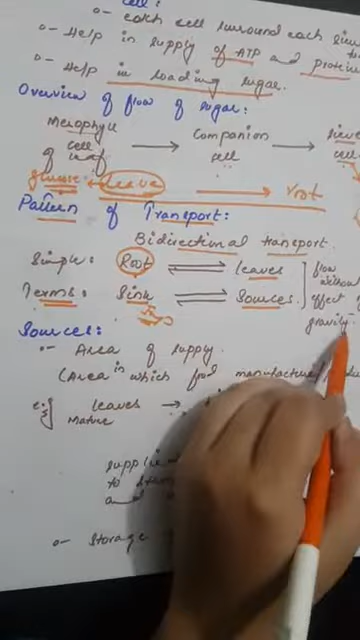 Cell:
o- each cell surround each sieve
o- Help in supply of ATP and protein
o- Help in loading sugar.
Overview of flow of sugar:
Mesophyll cell of leaf → Companion cell → sieve cell
glucose ← leave → root
Pattern of Transport:
Bidirectional transport.
Simple: Root ⇌ leaves
Terms: Sink ⇌ Sources.
flow
without
effect
gravity.
Sources:
o- Area of supply.
(Area in which food manufacture
e.g leaves →
Mature
supplie
to
and
o- Storage